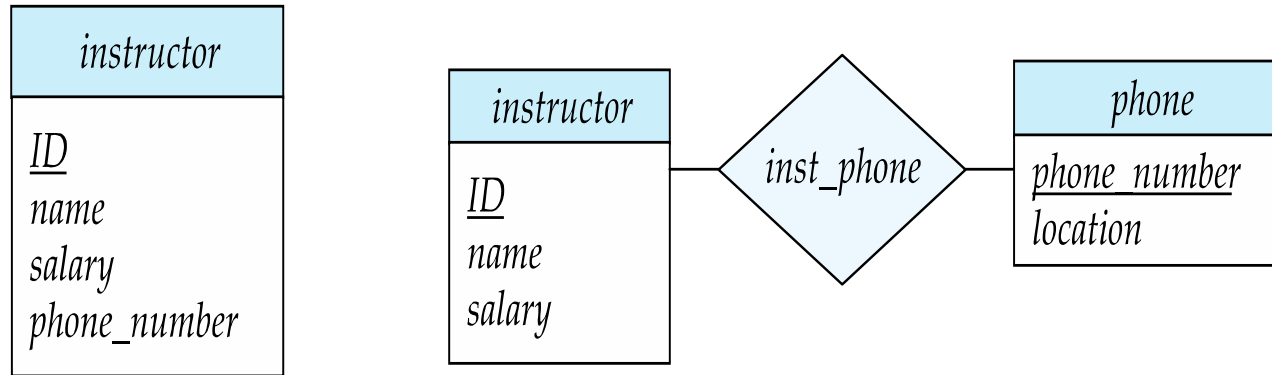 instructor
ID
name
salary
phone_number
instructor
ID
name
salary
inst_phone
phone
phone_number
location